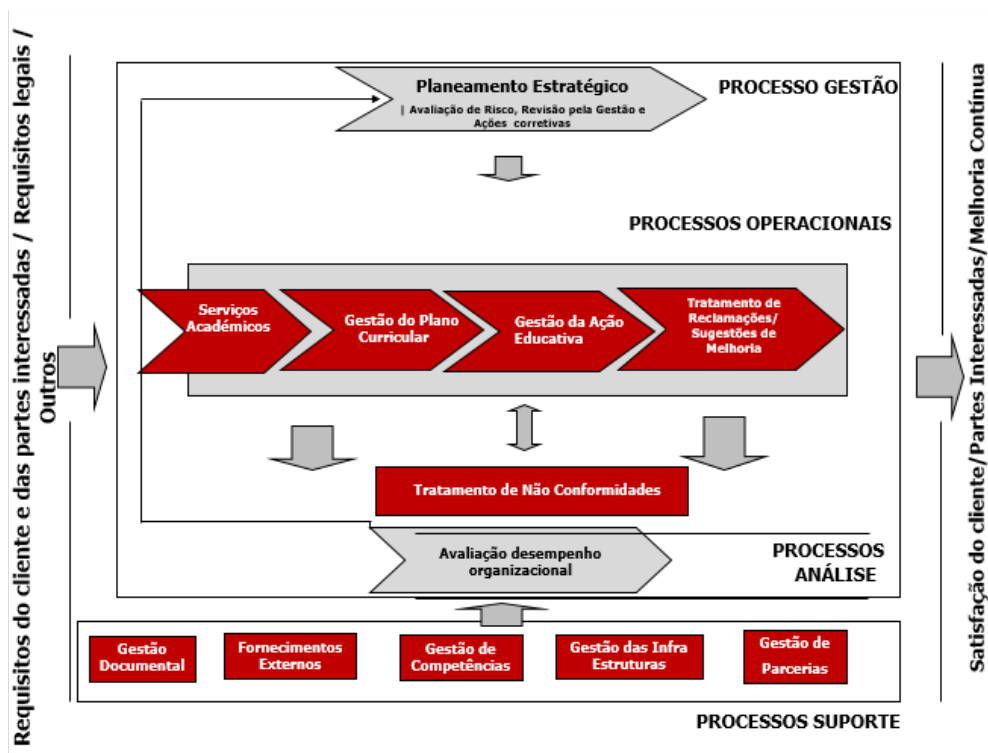 Requisitos do cliente e das partes interessadas / Requisitos legais /
Outros
Planeamento Estratégico
| Avaliação de Risco, Revisão pela Gestão e
Ações corretivas
PROCESSO GESTÃO
PROCESSOS OPERACIONAIS
Serviços
Académicos
Gestão do Plano
Curricular
Gestão da Ação
Educativa
Tratamento de
Reclamações/
Sugestões de
Melhoria
Tratamento de Não Conformidades
Avaliação desempenho
organizacional
PROCESSOS
ANÁLISE
Gestão
Documental
Fornecimentos
Externos
Gestão de
Competências
Gestão das Infra
Estruturas
Gestão de
Parcerias
PROCESSOS SUPORTE
Satisfação do cliente/Partes Interessadas/Melhoria Contínua